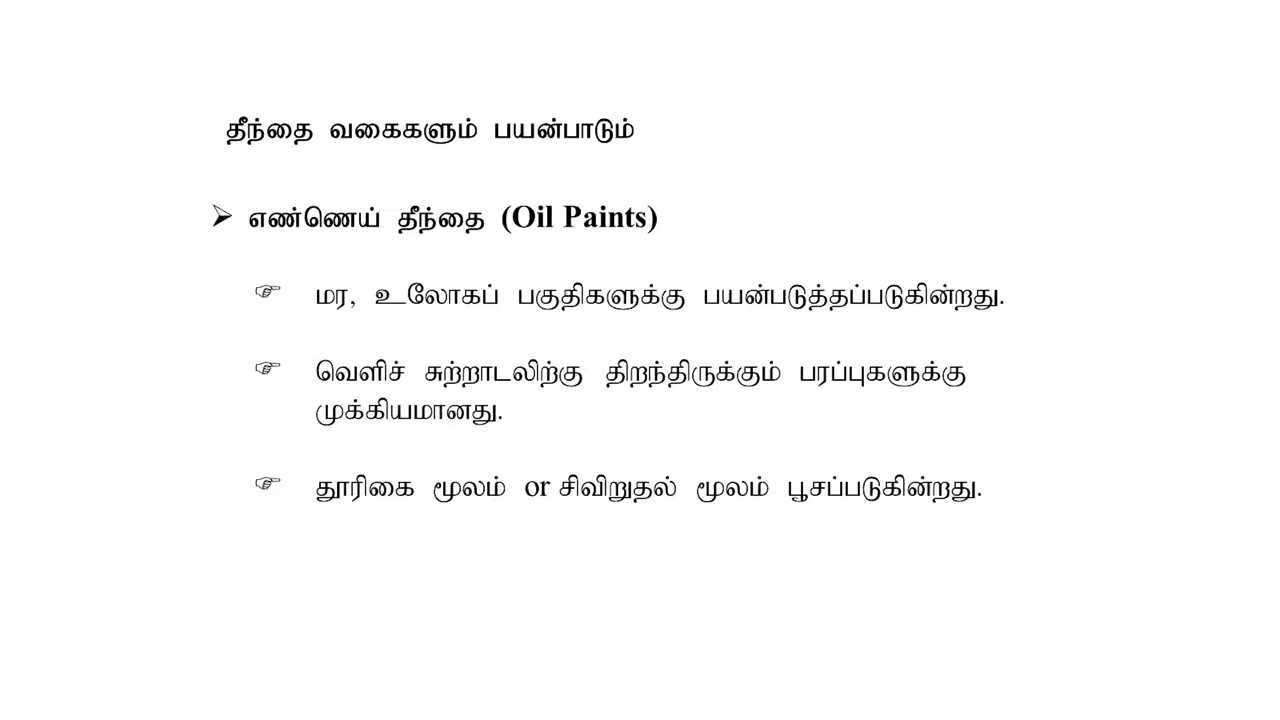 தீந்தை வகைகளும் பயன்பாடும்
➢ எண்ணெய் தீந்தை (Oil Paints)
☞ மர, உலோகப் பகுதிகளுக்கு பயன்படுத்தப்படுகின்றது.
☞ வெளிச் சுற்றாடலிற்கு திறந்திருக்கும் பரப்புகளுக்கு
முக்கியமானது.
☞ தூரிகை மூலம் or சிவிறுதல் மூலம் பூசப்படுகின்றது.